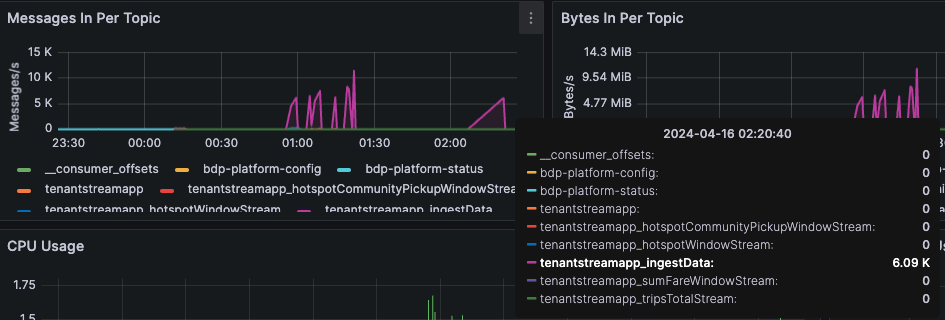 Messages In Per Topic
15 K
10 K
5 K
0
Messages/s
23:30 00:00 00:30 01:00 01:30 02:00
__consumer_offsets bdp-platform-config bdp-platform-status
tenantstreamapp tenantstreamapp_hotspotCommunityPickupWindowStrea
tenantstreamapp_hotspotWindowStream tenantstreamapp_ingestData
Bytes In Per Topic
14.3 MiB
9.54 MiB
4.77 MiB
Bytes/s
2024-04-16 02:20:40
__consumer_offsets: 0
bdp-platform-config: 0
bdp-platform-status: 0
tenantstreamapp: 0
tenantstreamapp_hotspotCommunityPickupWindowStream: 0
tenantstreamapp_hotspotWindowStream: 0
tenantstreamapp_ingestData: 6.09 K
tenantstreamapp_sumFareWindowStream: 0
tenantstreamapp_tripsTotalStream: 0
CPU Usage
1.75
1.5